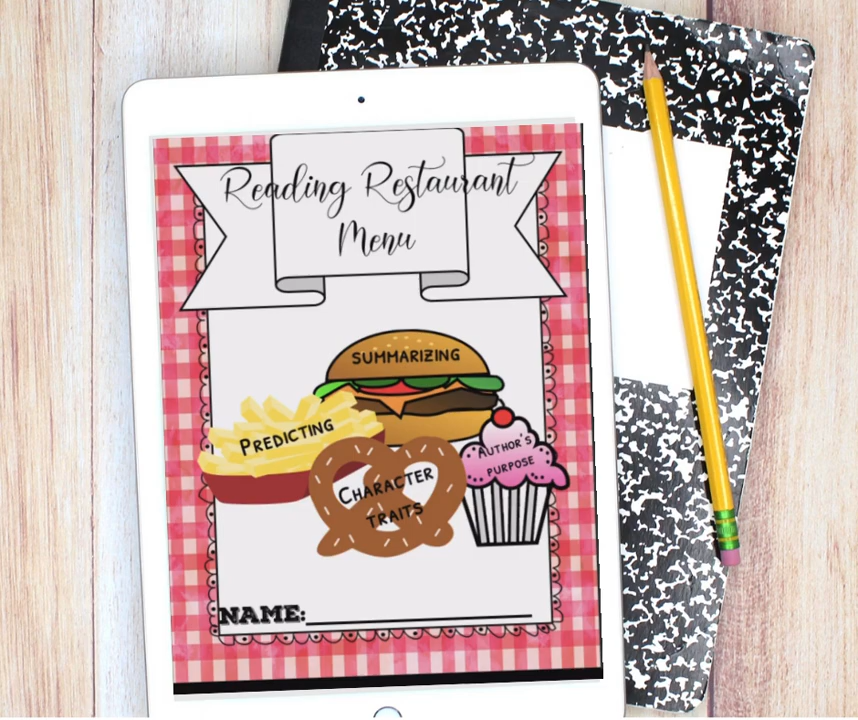 Reading Restaurant
Menu
SUMMARIZING
PREDICTING
AUTHOR'S
PURPOSE
CHARACTER
TRAITS
NAME: